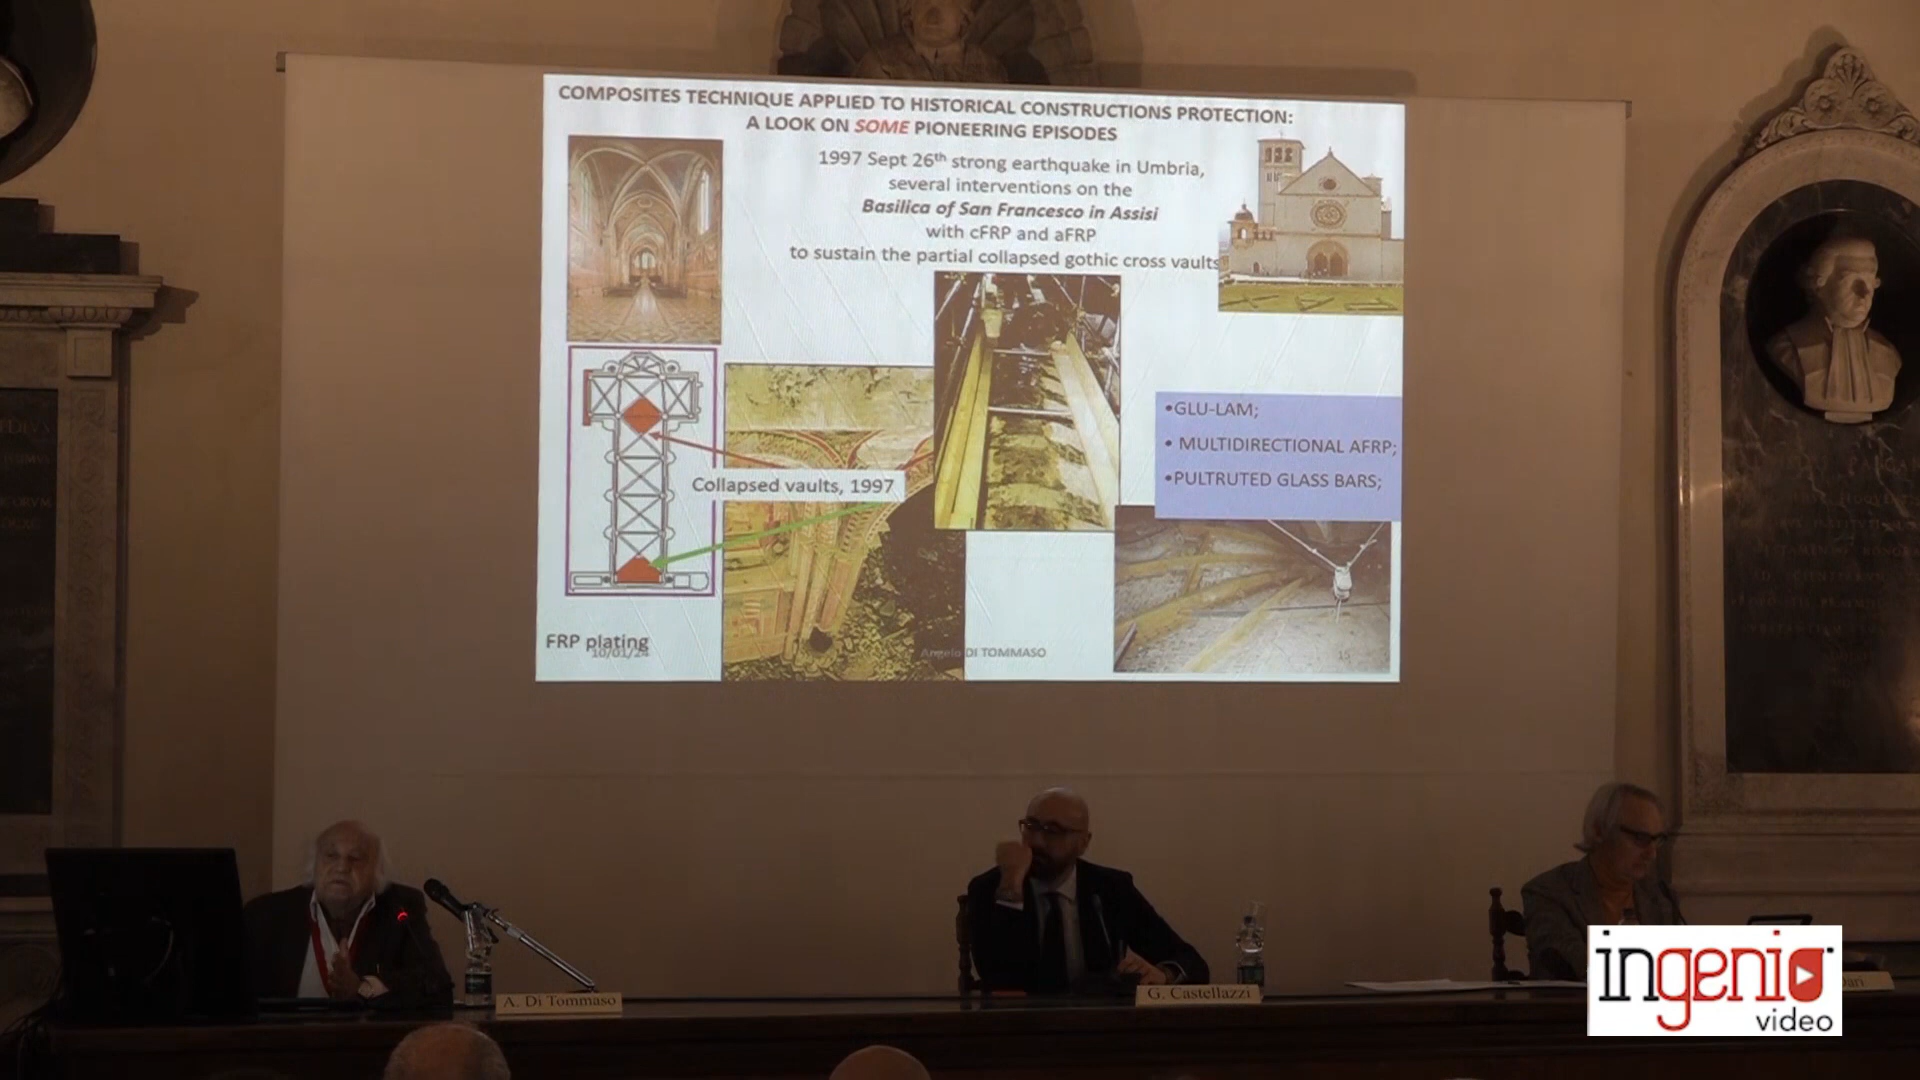 COMPOSITES TECHNIQUE APPLIED TO HISTORICAL CONSTRUCTIONS PROTECTION:
A LOOK ON SOME PIONEERING EPISODES
1997 Sept 26th strong earthquake in Umbria,
several interventions on the
Basilica of San Francesco in Assisi
with cFRP and aFRP
to sustain the partial collapsed gothic cross vaults
•GLU-LAM;
• MULTIDIRECTIONAL AFRP;
•PULTRUTED GLASS BARS;
Collapsed vaults, 1997
FRP plating
10/01/24
Angelo DI TOMMASO
15
A. Di Tommaso
G. Castellazzi
ingenio
video